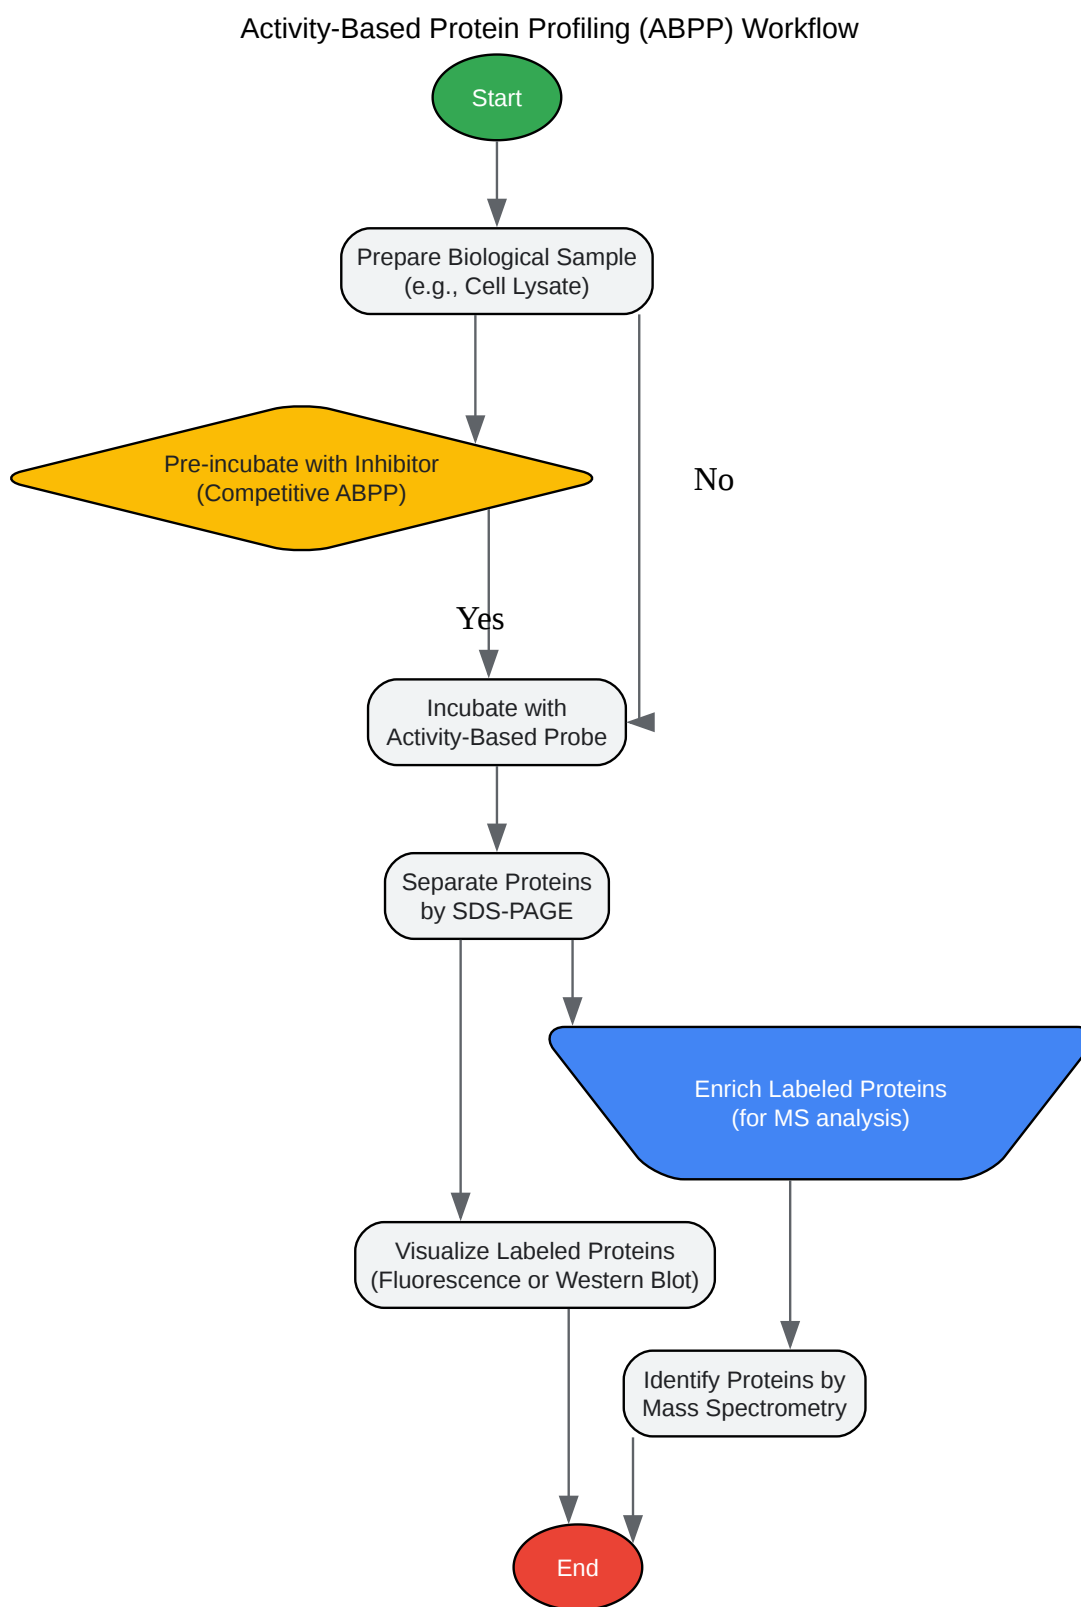 Activity-Based Protein Profiling (ABPP) Workflow
Start
Prepare Biological Sample
(e.g., Cell Lysate)
Pre-incubate with Inhibitor
(Competitive ABPP)
No
Yes
Incubate with
Activity-Based Probe
Separate Proteins
by SDS-PAGE
Enrich Labeled Proteins
(for MS analysis)
Visualize Labeled Proteins
(Fluorescence or Western Blot)
Identify Proteins by
Mass Spectrometry
End